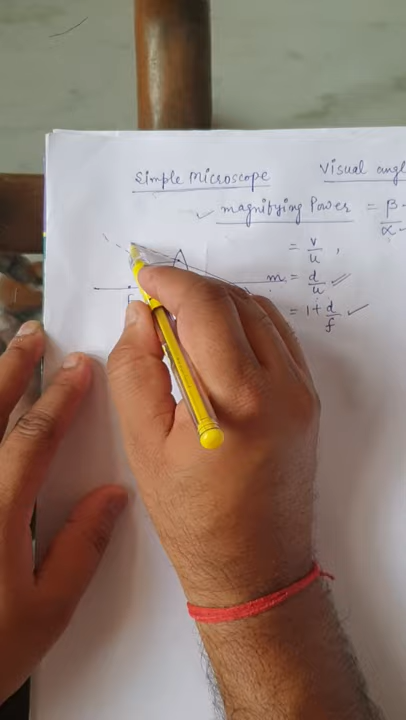 Simple Microscope
Visual angl
magnifying Power = β
α
= v/u ,
m = d/u
= 1 + d/f
F